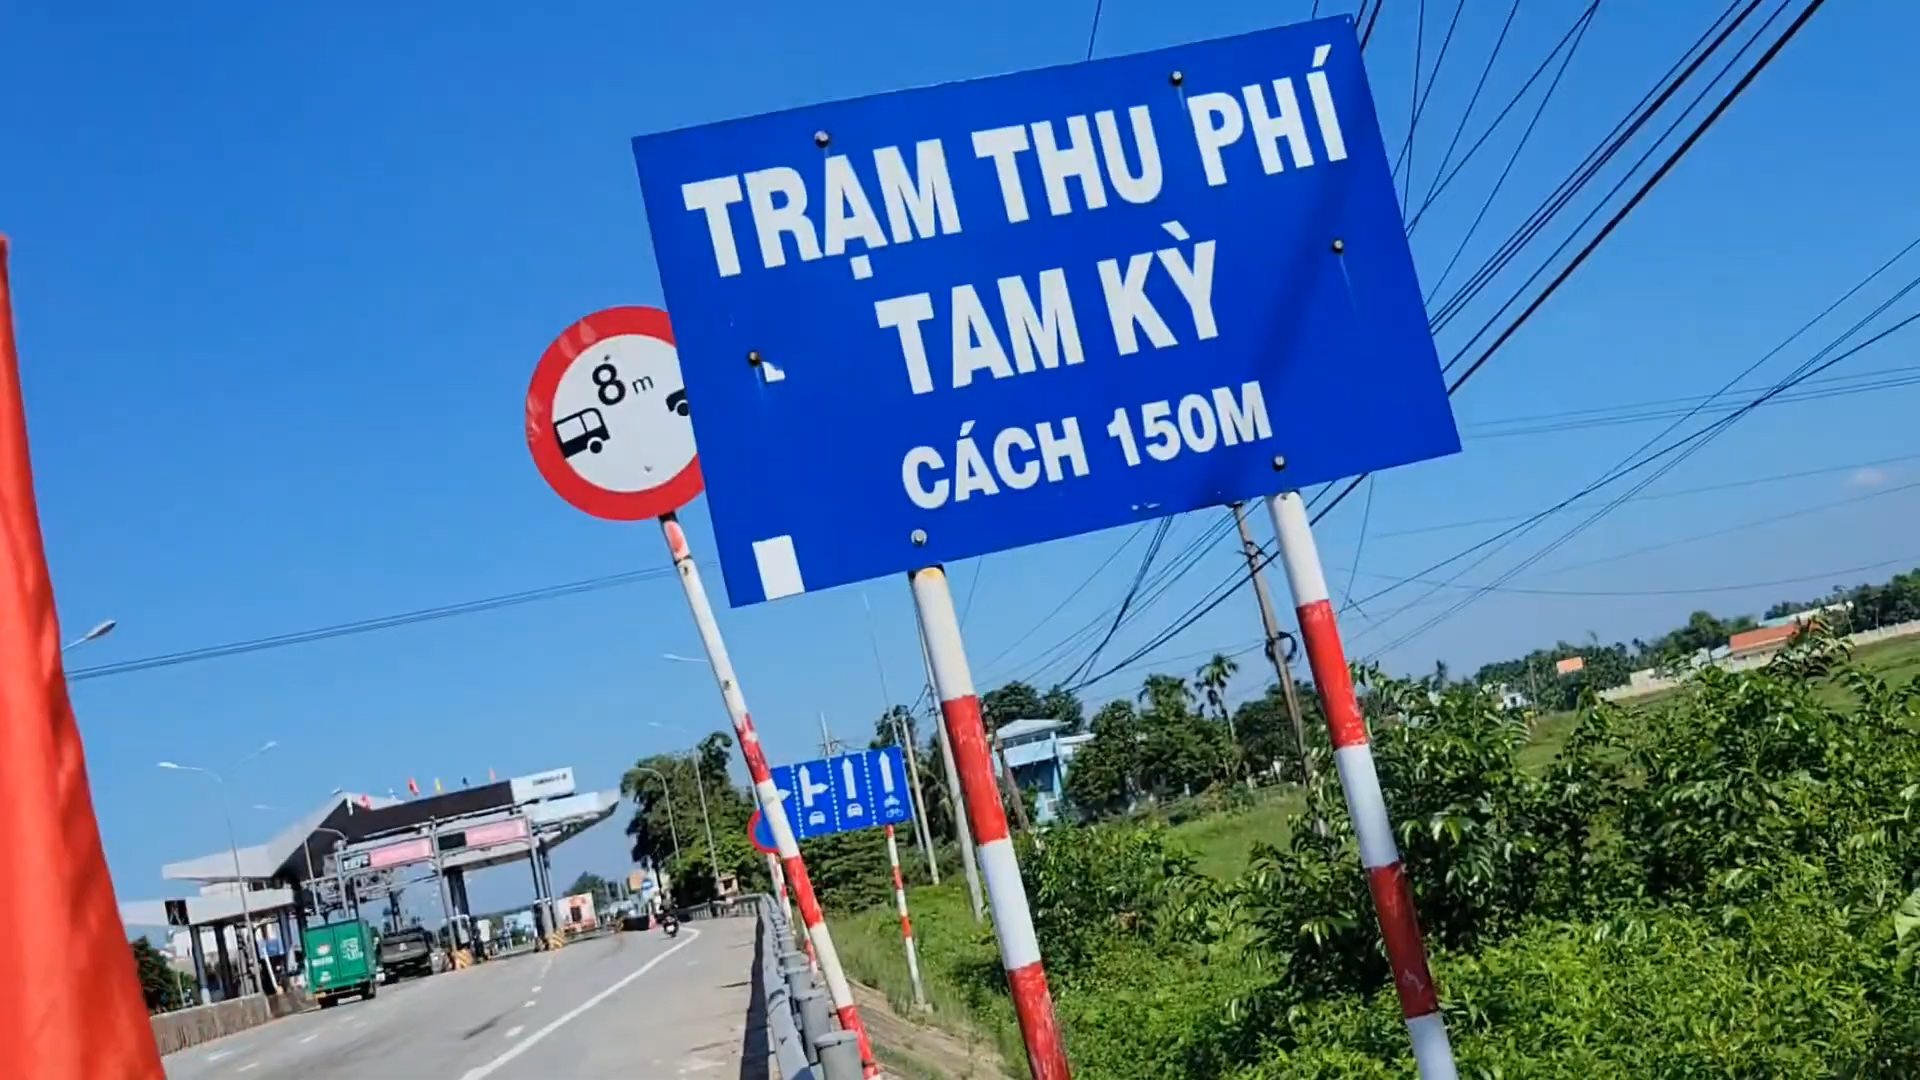 TRẠM THU PHÍ
TAM KỲ
CÁCH 150M
8m